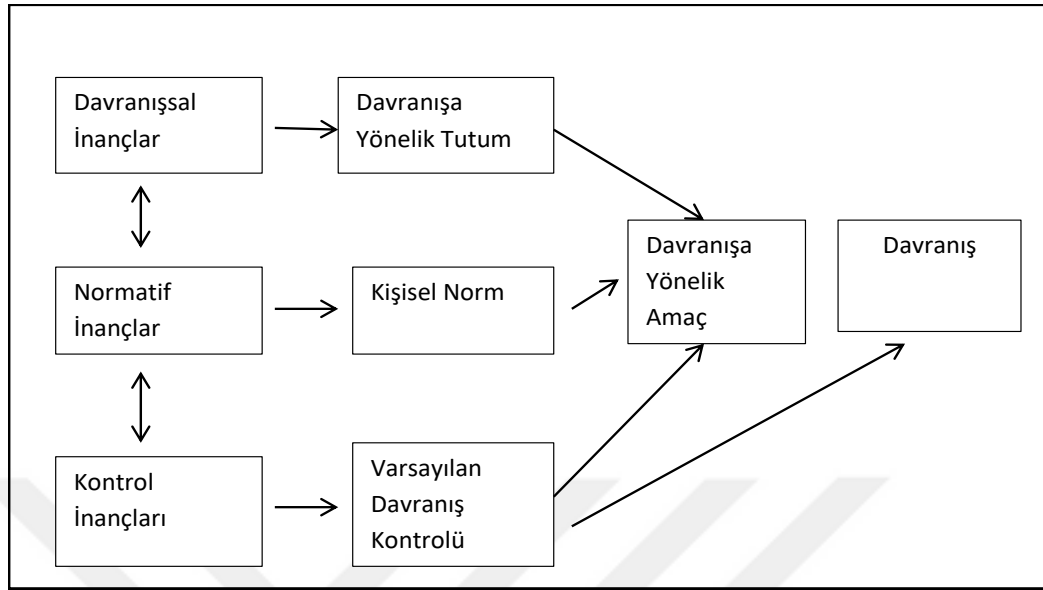 Davranışsal
İnançlar
Davranışa
Yönelik Tutum
Normatif
İnançlar
Kişisel Norm
Davranışa
Yönelik
Amaç
Davranış
Kontrol
İnançları
Varsayılan
Davranış
Kontrolü